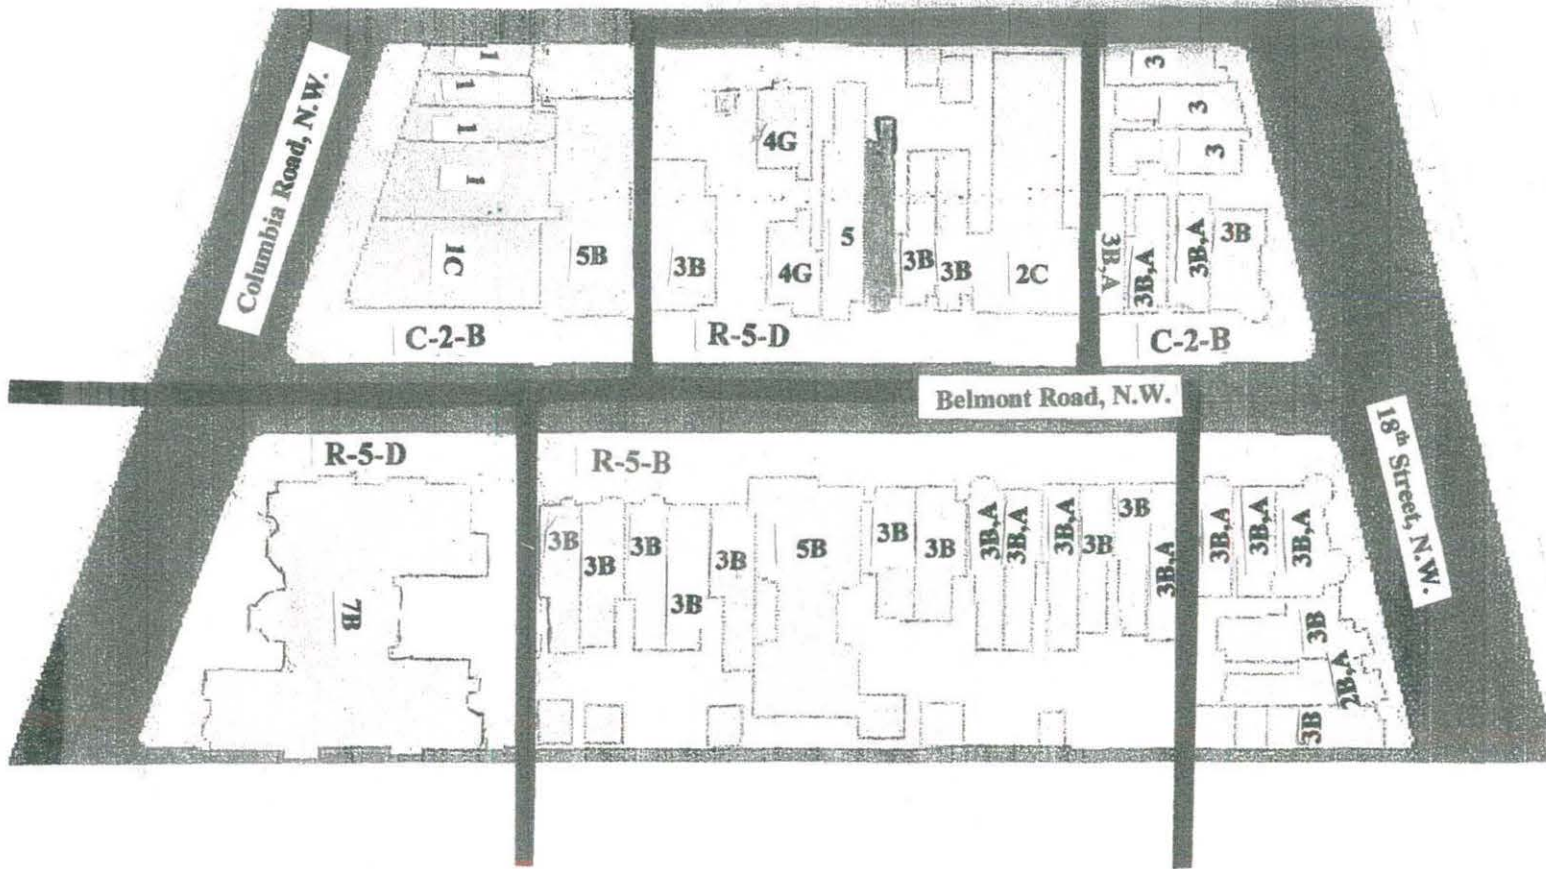 Columbia Road, N.W.
1
1
1
1
1C
5B
C-2-B
3B
4G
4G
5
3B
3B
2C
R-5-D
3
3
3
3B,A
3B,A
3B,A
3B
C-2-B
Belmont Road, N.W.
18th Street, N.W.
R-5-D
7B
R-5-B
3B
3B
3B
3B
3B
5B
3B
3B
3B,A
3B,A
3B,A
3B
3B
3B,A
3B,A
3B,A
3B,A
3B
2B,A
3B